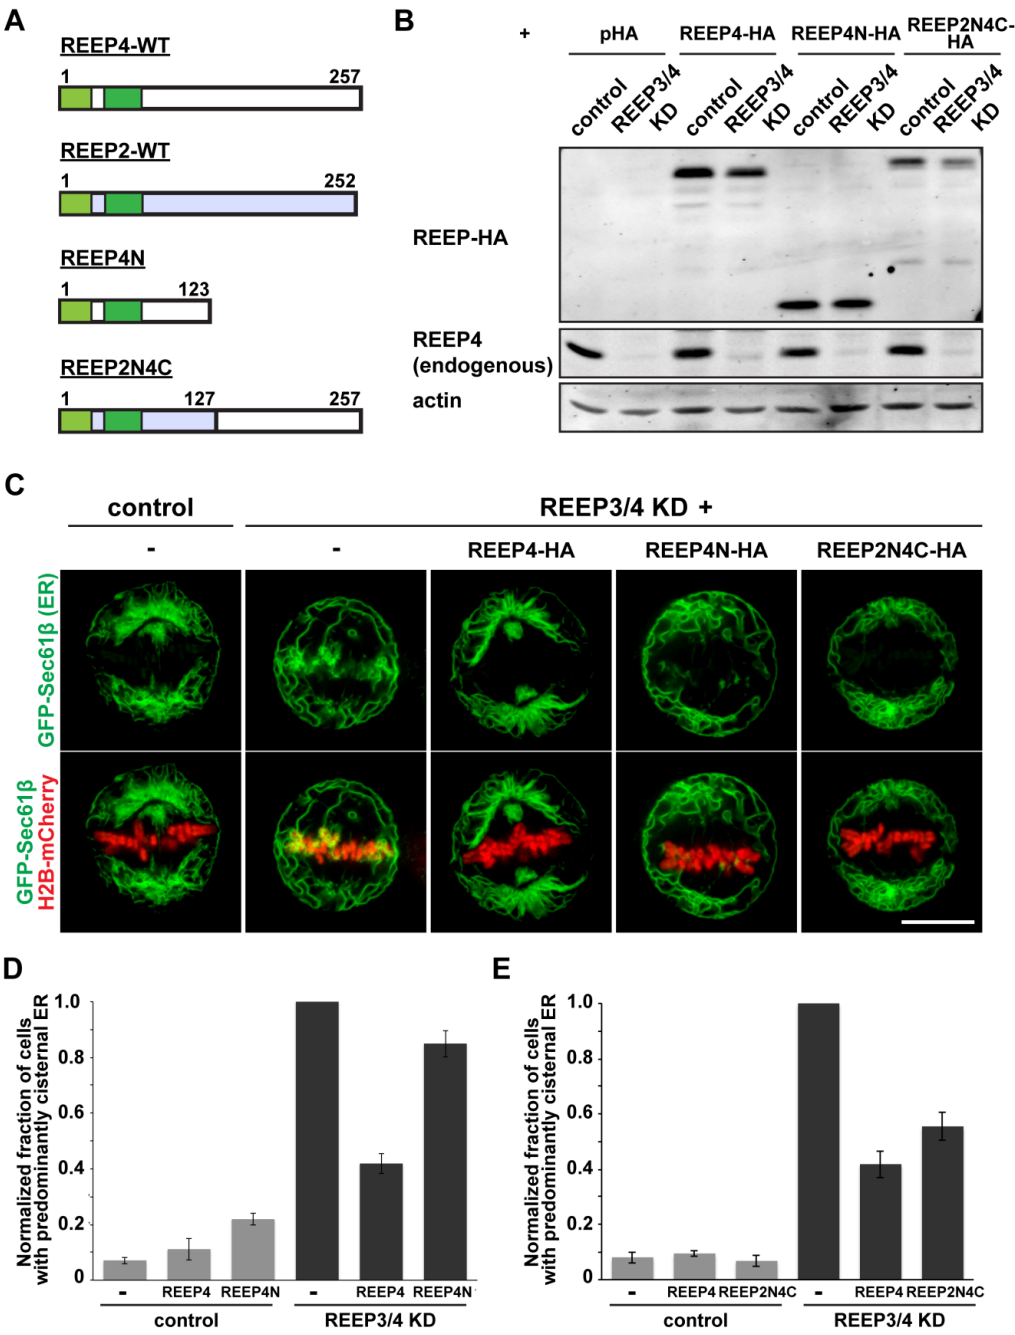 A
REEP4-WT
1 257
REEP2-WT
1 252
REEP4N
1 123
REEP2N4C
1 127 257
B
+ pHA REEP4-HA REEP4N-HA REEP2N4C-HA
control REEP3/4 KD control REEP3/4 KD control REEP3/4 KD control REEP3/4 KD
REEP-HA
REEP4
(endogenous)
actin
C
control REEP3/4 KD +
- - REEP4-HA REEP4N-HA REEP2N4C-HA
GFP-Sec61β (ER)
GFP-Sec61β
H2B-mCherry
D
Normalized fraction of cells
with predominantly cisternal ER
1.0
0.8
0.6
0.4
0.2
0
- REEP4 REEP4N - REEP4 REEP4N
control REEP3/4 KD
E
Normalized fraction of cells
with predominantly cisternal ER
1.0
0.8
0.6
0.4
0.2
0
- REEP4 REEP2N4C - REEP4 REEP2N4C
control REEP3/4 KD